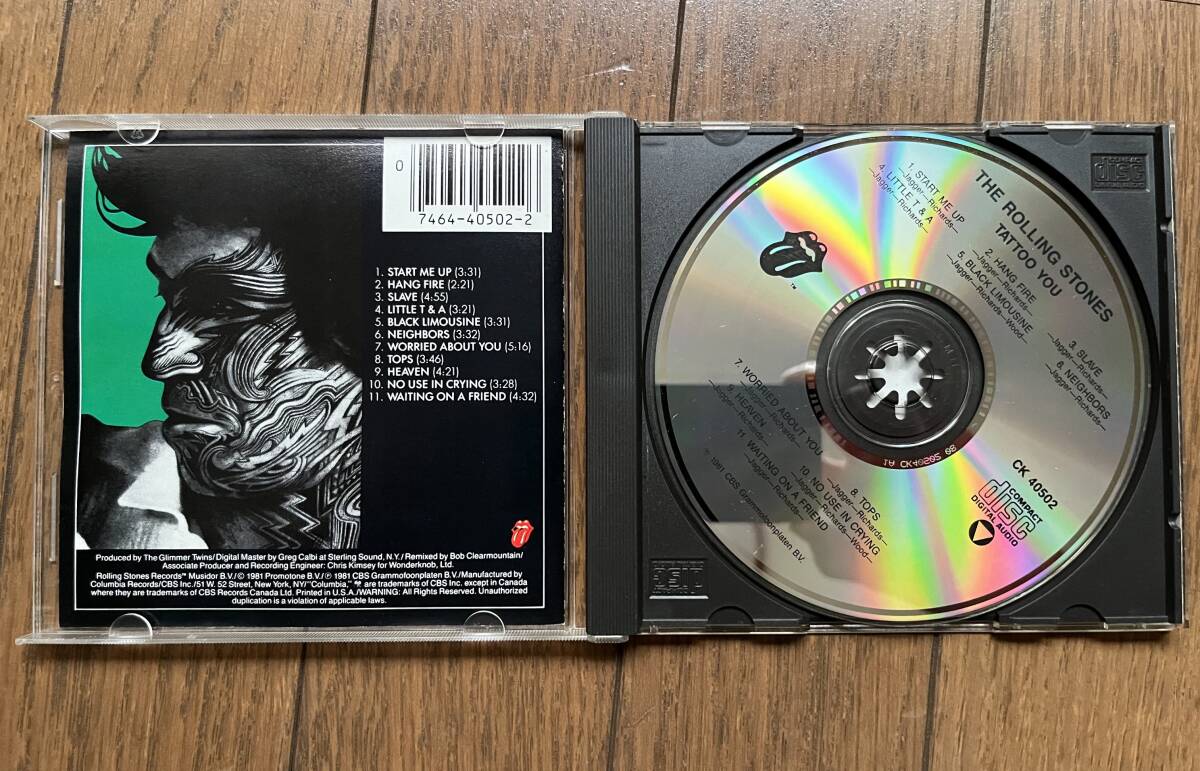 0
7464-40502-2
1. START ME UP (3:31)
2. HANG FIRE (2:21)
3. SLAVE (4:55)
4. LITTLE T & A (3:21)
5. BLACK LIMOUSINE (3:31)
6. NEIGHBORS (3:32)
7. WORRIED ABOUT YOU (5:16)
8. TOPS (3:46)
9. HEAVEN (4:21)
10. NO USE IN CRYING (3:28)
11. WAITING ON A FRIEND (4:32)
Produced by The Glimmer Twins/Digital Master by Greg Calbi at Sterling Sound, N.Y./Remixed by Bob Clearmountain/
Associate Producer and Recording Engineer: Chris Kimsey for Wonderknob, Ltd.
Rolling Stones Records™ Musidor B.V./© 1981 Promotone B.V./℗ 1981 CBS Grammofoonplaten B.V./Manufactured by
Columbia Records/CBS Inc./51 W. 52 Street, New York, NY/"Columbia," are trademarks of CBS Inc. except in Canada
where they are trademarks of CBS Records Canada Ltd. Printed in U.S.A./WARNING: All Rights Reserved. Unauthorized
duplication is a violation of applicable laws.
THE ROLLING STONES
TATTOO YOU
1. START ME UP
—Jagger—Richards—
2. HANG FIRE
—Jagger—Richards—
3. SLAVE
—Jagger—Richards—
4. LITTLE T & A
—Jagger—Richards—
5. BLACK LIMOUSINE
—Jagger—Richards—Wood—
6. NEIGHBORS
—Jagger—Richards—
7. WORRIED ABOUT YOU
—Jagger—Richards—
8. TOPS
—Jagger—Richards—
9. HEAVEN
—Jagger—Richards—
10. NO USE IN CRYING
—Jagger—Richards—Wood—
11. WAITING ON A FRIEND
—Jagger—Richards—
℗ 1981 CBS Grammofoonplaten B.V.
TM
CK 40502
COMPACT
disc
DIGITAL AUDIO
1A CK40502 08
COMPACT
disc
DIGITAL AUDIO